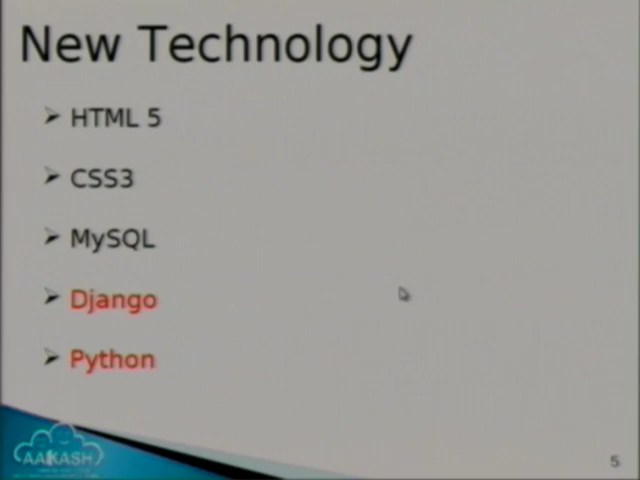 New Technology
HTML 5
CSS3
MySQL
Django
Python
AAKASH
5